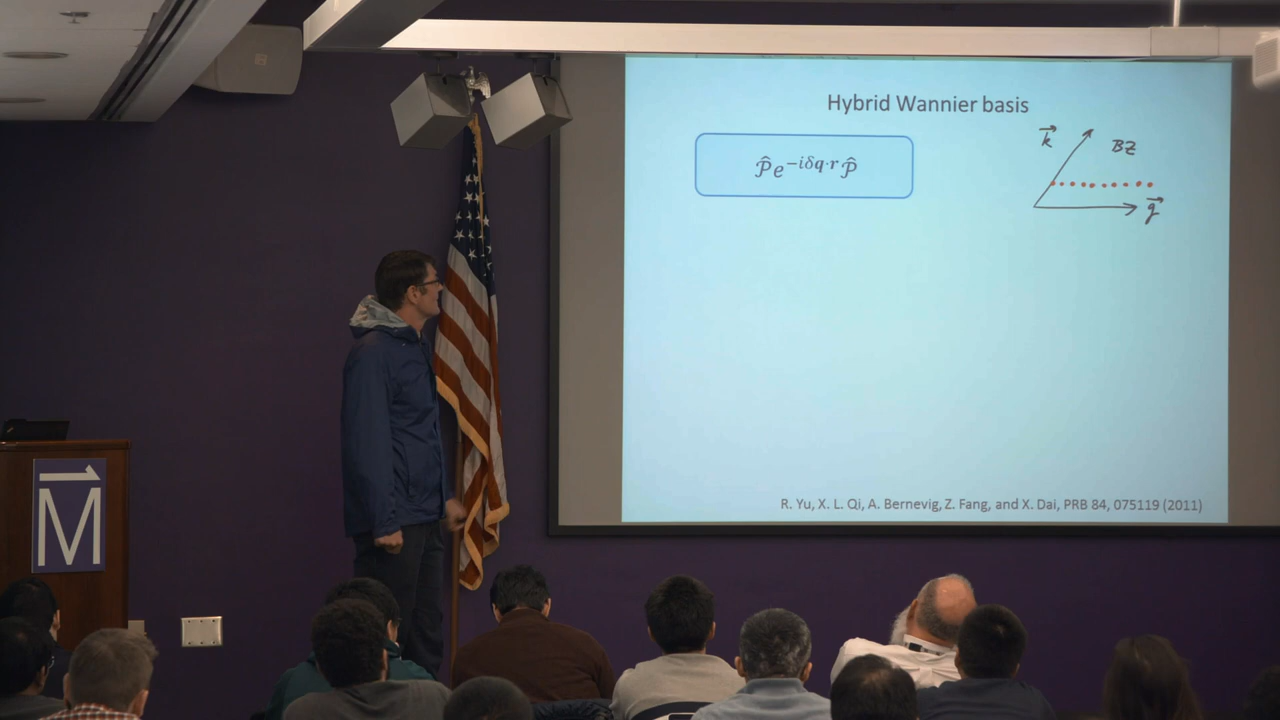 Hybrid Wannier basis
𝒫̂e^{−iδq·r}𝒫̂
k⃗
BZ
q⃗
R. Yu, X. L. Qi, A. Bernevig, Z. Fang, and X. Dai, PRB 84, 075119 (2011)
M